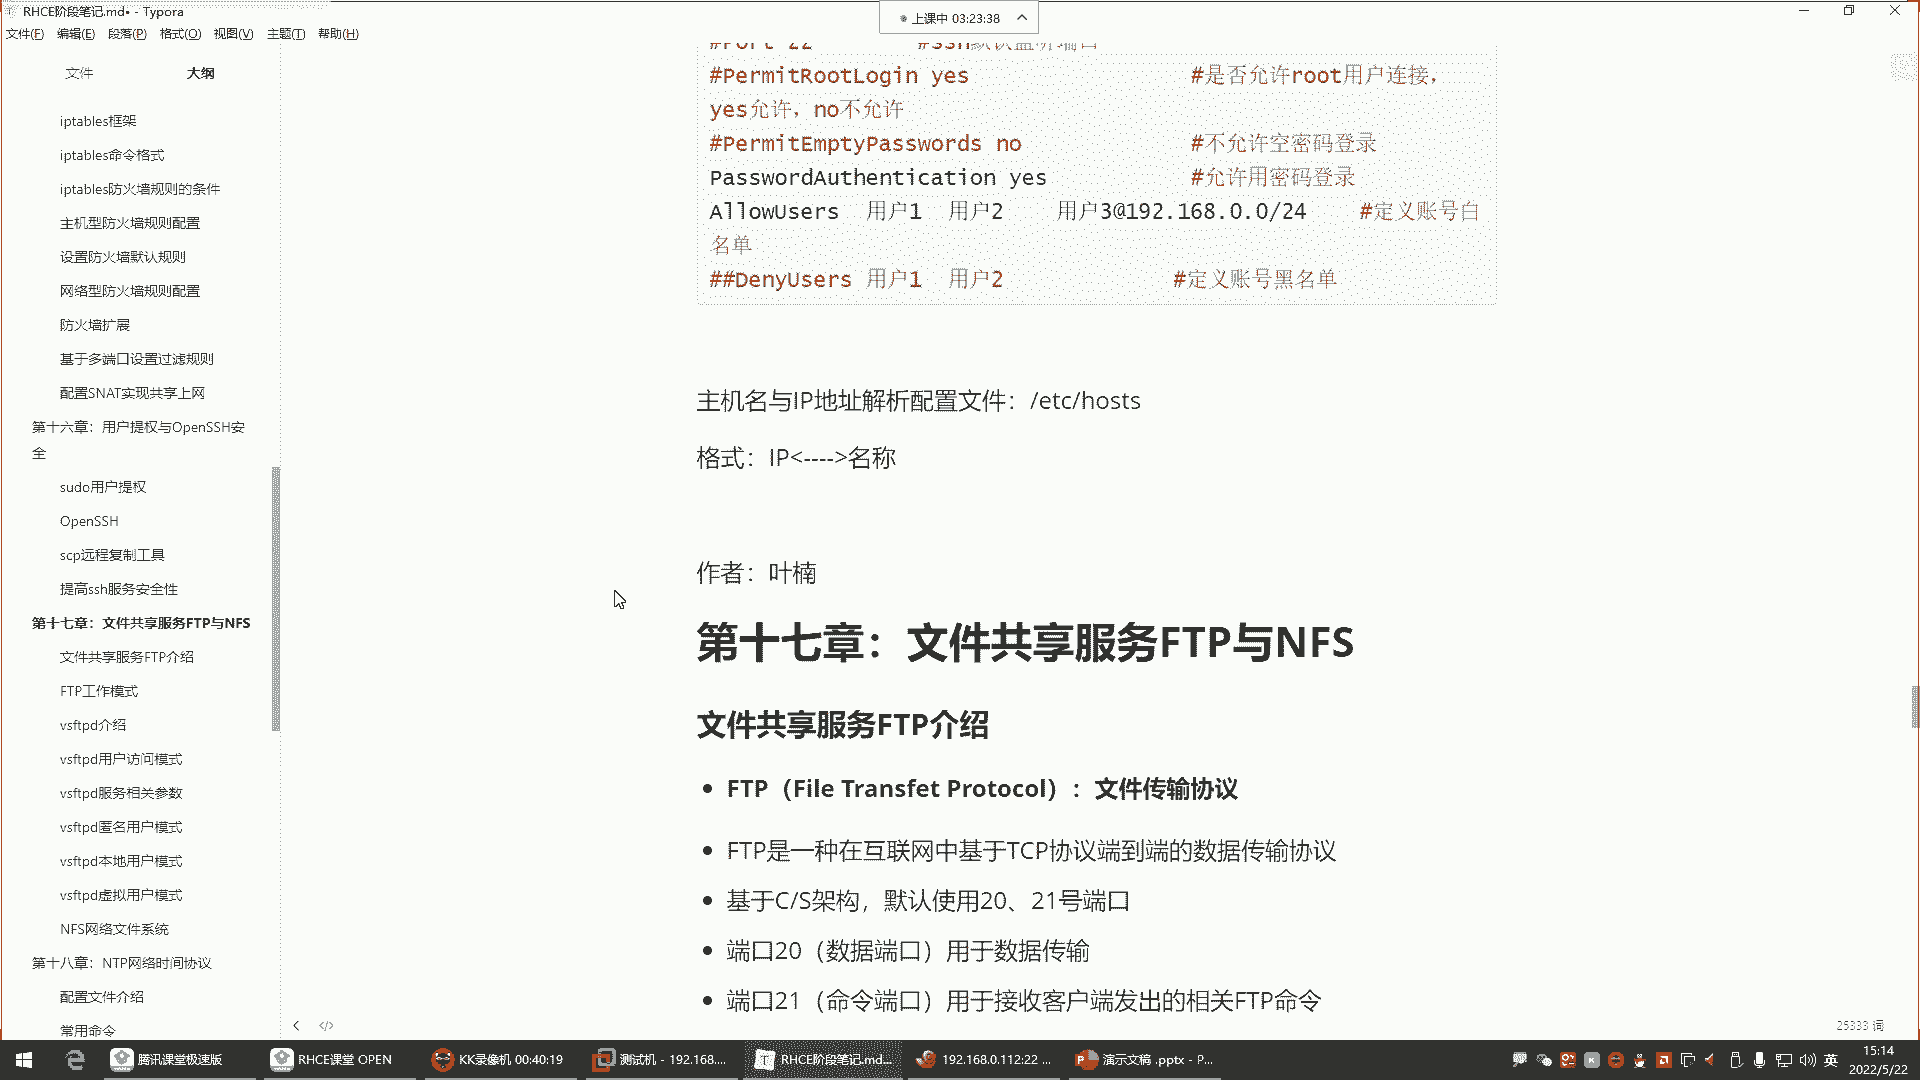 RHCE阶段笔记.md• - Typora
上课中 03:23:38
文件(F) 编辑(E) 段落(P) 格式(O) 视图(V) 主题(T) 帮助(H)
文件 大纲
iptables框架
iptables命令格式
iptables防火墙规则的条件
主机型防火墙规则配置
设置防火墙默认规则
网络型防火墙规则配置
防火墙扩展
基于多端口设置过滤规则
配置SNAT实现共享上网
第十六章：用户提权与OpenSSH安
全
sudo用户提权
OpenSSH
scp远程复制工具
提高ssh服务安全性
第十七章：文件共享服务FTP与NFS
文件共享服务FTP介绍
FTP工作模式
vsftpd介绍
vsftpd用户访问模式
vsftpd服务相关参数
vsftpd匿名用户模式
vsftpd本地用户模式
vsftpd虚拟用户模式
NFS网络文件系统
第十八章：NTP网络时间协议
配置文件介绍
常用命令
#Port 22 #ssh默认监听端口
#PermitRootLogin yes #是否允许root用户连接，
yes允许，no不允许
#PermitEmptyPasswords no #不允许空密码登录
PasswordAuthentication yes #允许用密码登录
AllowUsers 用户1 用户2 用户3@192.168.0.0/24 #定义账号白
名单
##DenyUsers 用户1 用户2 #定义账号黑名单
主机名与IP地址解析配置文件：/etc/hosts
格式：IP<---->名称
作者：叶楠
第十七章：文件共享服务FTP与NFS
文件共享服务FTP介绍
• FTP（File Transfet Protocol）：文件传输协议
• FTP是一种在互联网中基于TCP协议端到端的数据传输协议
• 基于C/S架构，默认使用20、21号端口
• 端口20（数据端口）用于数据传输
• 端口21（命令端口）用于接收客户端发出的相关FTP命令
25333 词
腾讯课堂极速版
RHCE课堂 OPEN
KK录像机 00:40:19
测试机 - 192.168....
RHCE阶段笔记.md...
192.168.0.112:22 ...
演示文稿 .pptx - P...
英
15:14
2022/5/22